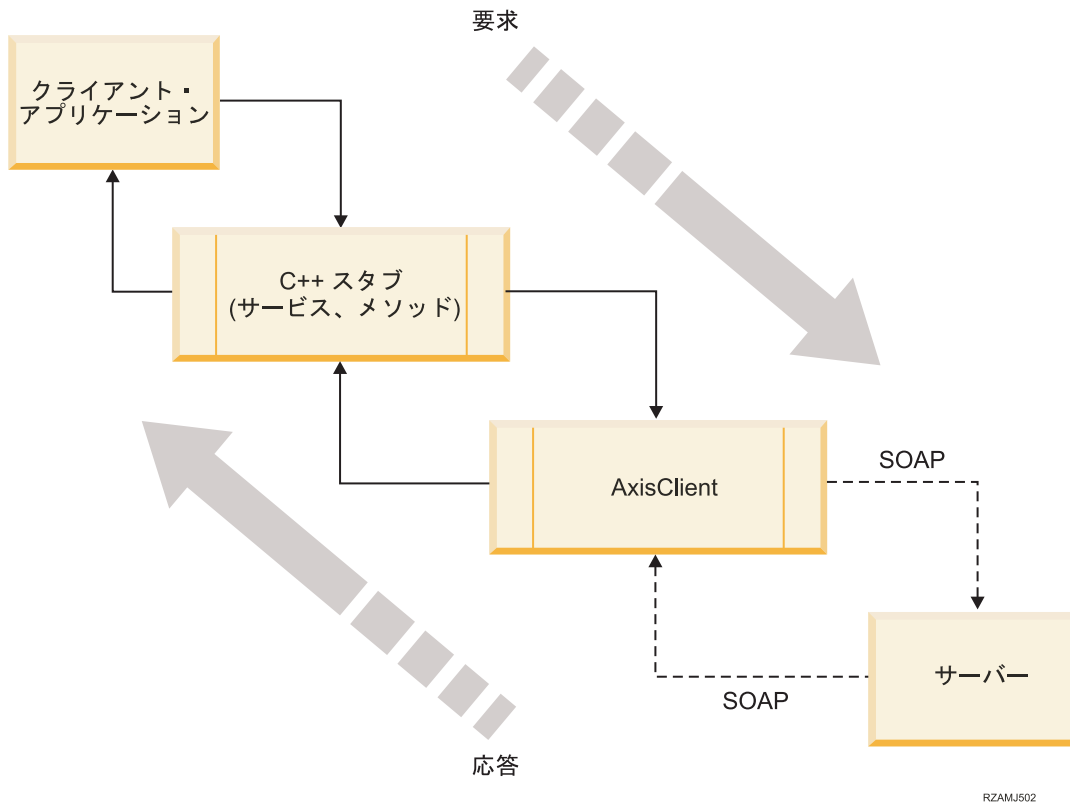 要求
クライアント・
アプリケーション
C++ スタブ
(サービス、メソッド)
AxisClient
SOAP
サーバー
SOAP
応答
RZAMJ502